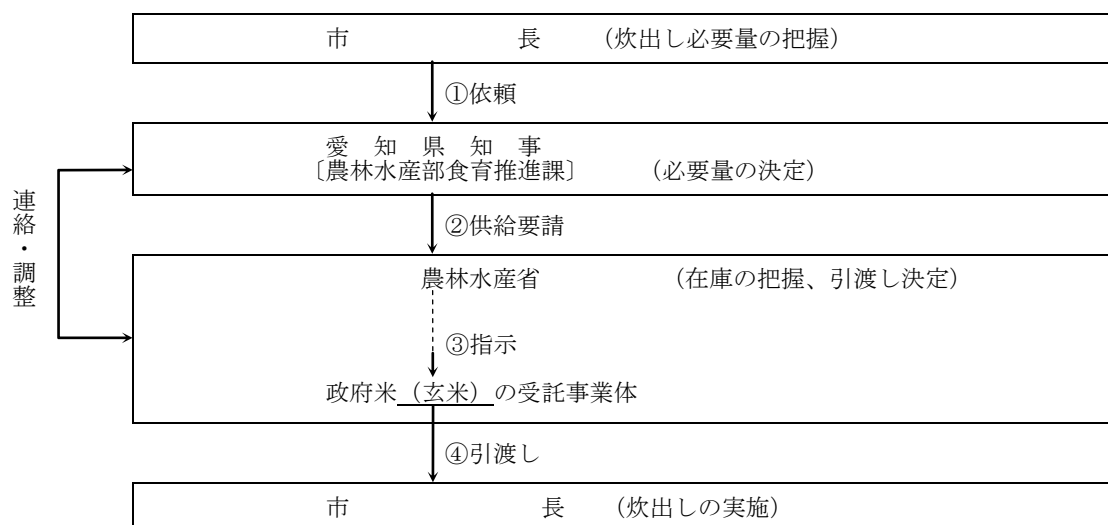 市　長　（炊出し必要量の把握）
①依頼
愛知県知事
〔農林水産部食育推進課〕　（必要量の決定）
連絡・調整
②供給要請
農林水産省　（在庫の把握、引渡し決定）
③指示
政府米（玄米）の受託事業体
④引渡し
市　長　（炊出しの実施）